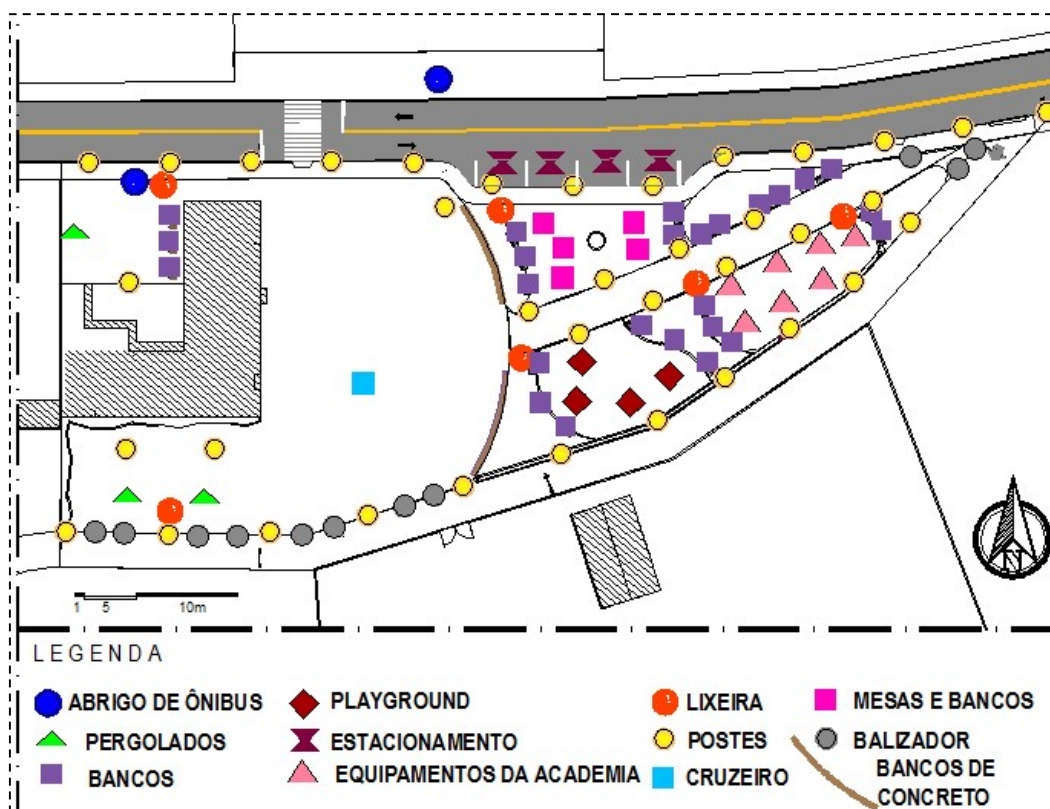 N
1 5 10m
LEGENDA
ABRIGO DE ÔNIBUS
PLAYGROUND
LIXEIRA
MESAS E BANCOS
PERGOLADOS
ESTACIONAMENTO
POSTES
BALIZADOR
BANCOS
EQUIPAMENTOS DA ACADEMIA
CRUZEIRO
BANCOS DE
CONCRETO